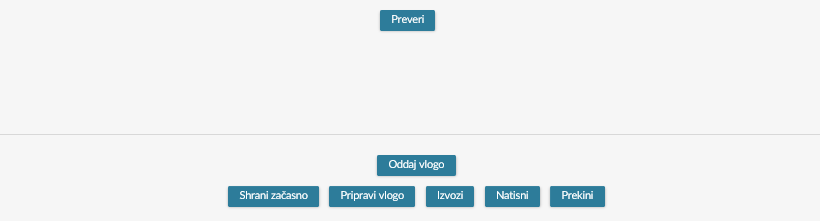 Preveri
Oddaj vlogo
Shrani začasno Pripravi vlogo Izvozi Natisni Prekini